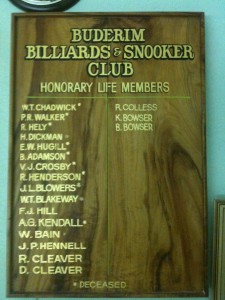 BUDERIM
BILLIARDS & SNOOKER
CLUB
HONORARY LIFE MEMBERS
W.T. CHADWICK*
P.R. WALKER*
R. HELY*
H. DICKMAN*
E.W. HUGILL*
B. ADAMSON*
V.J. CROSBY*
R. HENDERSON*
J.L. BLOWERS*
W.T. BLAKEWAY*
F.J. HILL
A.G. KENDALL*
W. BAIN*
J.P. HENNELL
R. CLEAVER
D. CLEAVER
R. COLLESS
K. BOWSER
B. BOWSER
* DECEASED